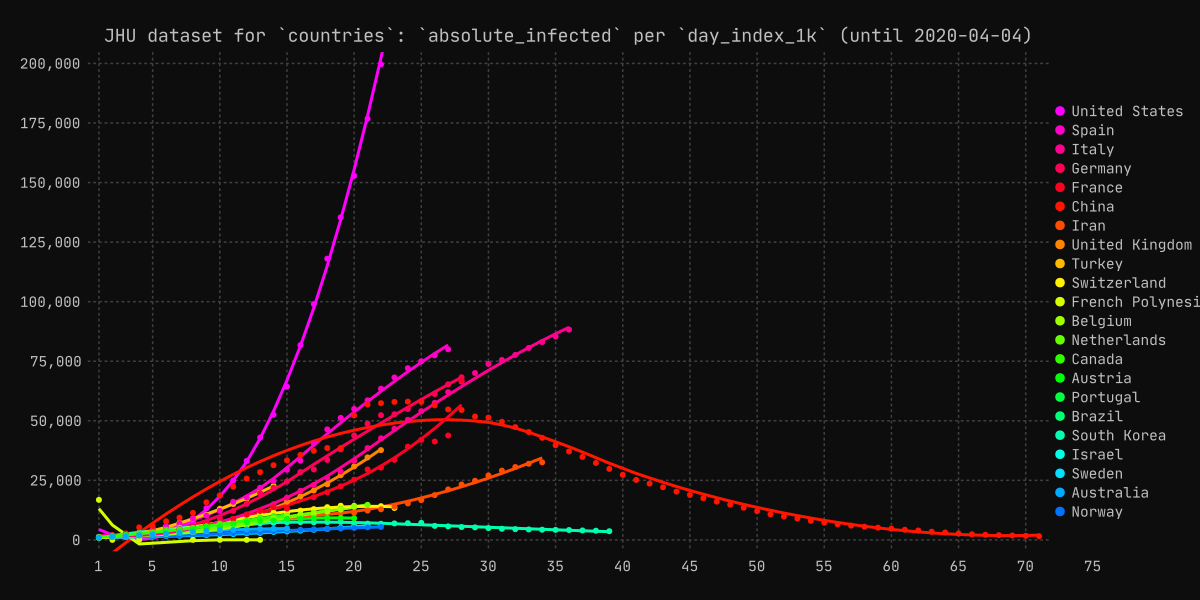 JHU dataset for `countries`: `absolute_infected` per `day_index_1k` (until 2020-04-04)
200,000
175,000
150,000
125,000
100,000
75,000
50,000
25,000
0
1 5 10 15 20 25 30 35 40 45 50 55 60 65 70 75
United States
Spain
Italy
Germany
France
China
Iran
United Kingdom
Turkey
Switzerland
French Polynesi
Belgium
Netherlands
Canada
Austria
Portugal
Brazil
South Korea
Israel
Sweden
Australia
Norway